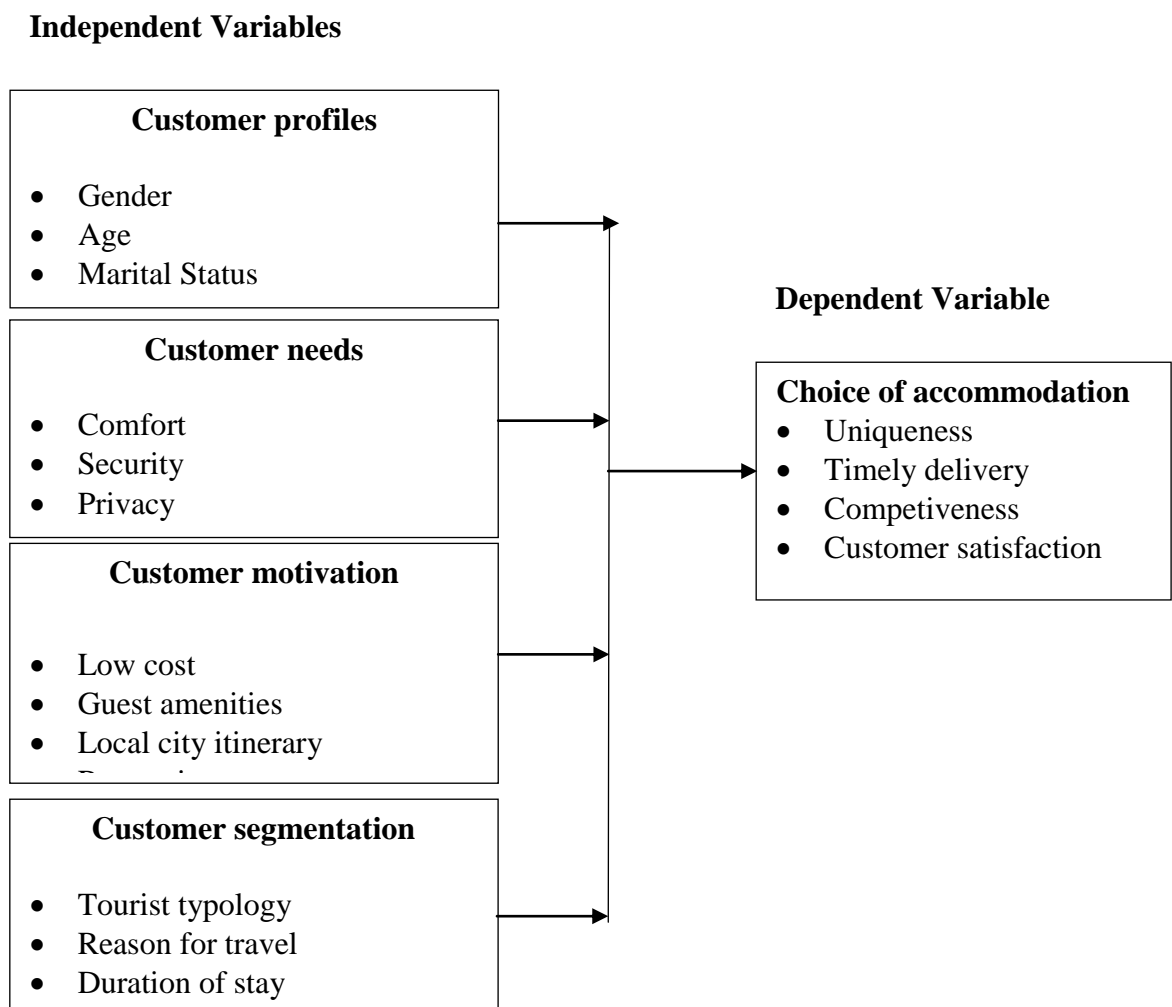 Independent Variables
Customer profiles
• Gender
• Age
• Marital Status
Customer needs
• Comfort
• Security
• Privacy
Customer motivation
• Low cost
• Guest amenities
• Local city itinerary
Customer segmentation
• Tourist typology
• Reason for travel
• Duration of stay
Dependent Variable
Choice of accommodation
• Uniqueness
• Timely delivery
• Competiveness
• Customer satisfaction